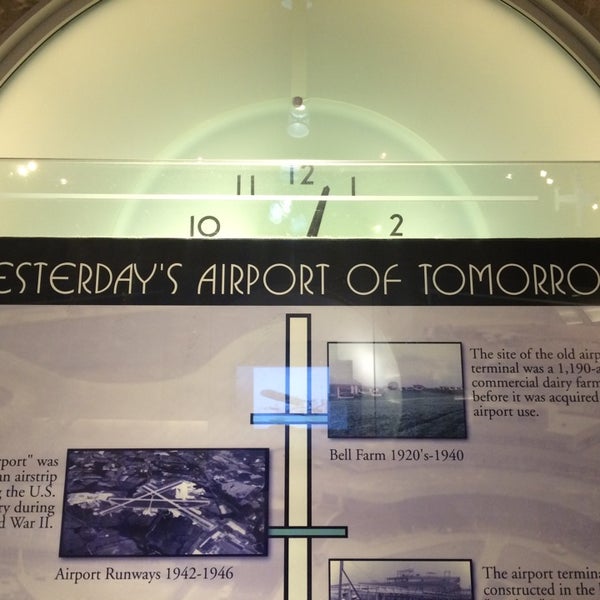 12
11 1
10 2
ESTERDAY'S AIRPORT OF TOMORRO
The site of the old airp
terminal was a 1,190-a
commercial dairy farm
before it was acquired
airport use.
Bell Farm 1920's-1940
rport" was
an airstrip
g the U.S.
ry during
d War II.
Airport Runways 1942-1946
The airport termina
constructed in the